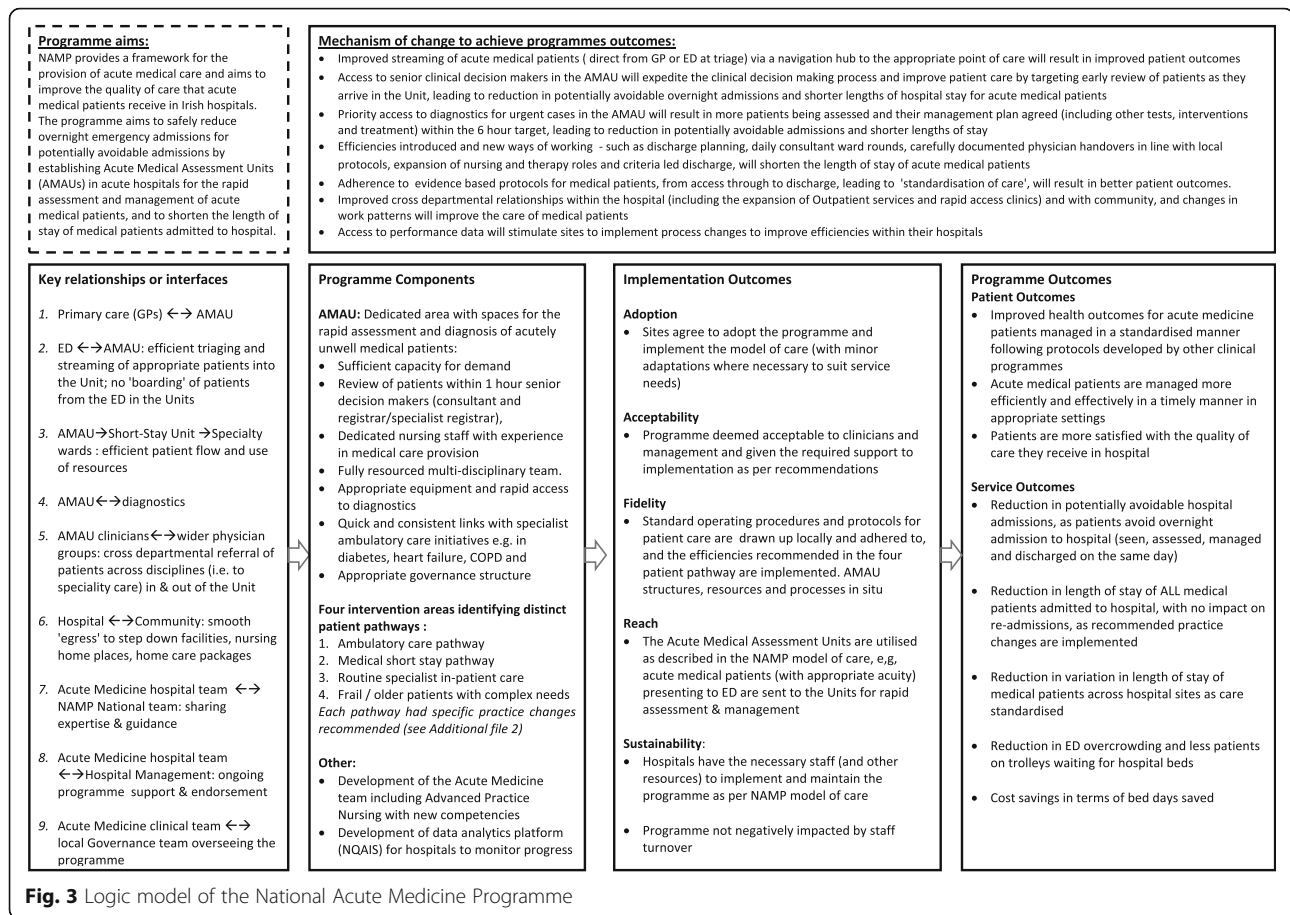 Programme aims:
NAMP provides a framework for the
provision of acute medical care and aims to
improve the quality of care that acute
medical patients receive in Irish hospitals.
The programme aims to safely reduce
overnight emergency admissions for
potentially avoidable admissions by
establishing Acute Medical Assessment Units
(AMAUs) in acute hospitals for the rapid
assessment and management of acute
medical patients, and to shorten the length of
stay of medical patients admitted to hospital.
Mechanism of change to achieve programmes outcomes:
• Improved streaming of acute medical patients ( direct from GP or ED at triage) via a navigation hub to the appropriate point of care will result in improved patient outcomes
• Access to senior clinical decision makers in the AMAU will expedite the clinical decision making process and improve patient care by targeting early review of patients as they
arrive in the Unit, leading to reduction in potentially avoidable overnight admissions and shorter lengths of hospital stay for acute medical patients
• Priority access to diagnostics for urgent cases in the AMAU will result in more patients being assessed and their management plan agreed (including other tests, interventions
and treatment) within the 6 hour target, leading to reduction in potentially avoidable admissions and shorter lengths of stay
• Efficiencies introduced and new ways of working - such as discharge planning, daily consultant ward rounds, carefully documented physician handovers in line with local
protocols, expansion of nursing and therapy roles and criteria led discharge, will shorten the length of stay of acute medical patients
• Adherence to evidence based protocols for medical patients, from access through to discharge, leading to 'standardisation of care', will result in better patient outcomes.
• Improved cross departmental relationships within the hospital (including the expansion of Outpatient services and rapid access clinics) and with community, and changes in
work patterns will improve the care of medical patients
• Access to performance data will stimulate sites to implement process changes to improve efficiencies within their hospitals
Key relationships or interfaces
1. Primary care (GPs) ←→ AMAU
2. ED ←→AMAU: efficient triaging and
streaming of appropriate patients into
the Unit; no 'boarding' of patients
from the ED in the Units
3. AMAU→Short-Stay Unit →Specialty
wards : efficient patient flow and use
of resources
4. AMAU←→diagnostics
5. AMAU clinicians←→wider physician
groups: cross departmental referral of
patients across disciplines (i.e. to
speciality care) in & out of the Unit
6. Hospital ←→Community: smooth
'egress' to step down facilities, nursing
home places, home care packages
7. Acute Medicine hospital team ←→
NAMP National team: sharing
expertise & guidance
8. Acute Medicine hospital team
←→Hospital Management: ongoing
programme support & endorsement
9. Acute Medicine clinical team ←→
local Governance team overseeing the
programme
Programme Components
AMAU: Dedicated area with spaces for the
rapid assessment and diagnosis of acutely
unwell medical patients:
• Sufficient capacity for demand
• Review of patients within 1 hour senior
decision makers (consultant and
registrar/specialist registrar),
• Dedicated nursing staff with experience
in medical care provision
• Fully resourced multi-disciplinary team.
• Appropriate equipment and rapid access
to diagnostics
• Quick and consistent links with specialist
ambulatory care initiatives e.g. in
diabetes, heart failure, COPD and
• Appropriate governance structure
Four intervention areas identifying distinct
patient pathways :
1. Ambulatory care pathway
2. Medical short stay pathway
3. Routine specialist in-patient care
4. Frail / older patients with complex needs
Each pathway had specific practice changes
recommended (see Additional file 2)
Other:
• Development of the Acute Medicine
team including Advanced Practice
Nursing with new competencies
• Development of data analytics platform
(NQAIS) for hospitals to monitor progress
Implementation Outcomes
Adoption
• Sites agree to adopt the programme and
implement the model of care (with minor
adaptations where necessary to suit service
needs)
Acceptability
• Programme deemed acceptable to clinicians and
management and given the required support to
implementation as per recommendations
Fidelity
• Standard operating procedures and protocols for
patient care are drawn up locally and adhered to,
and the efficiencies recommended in the four
patient pathway are implemented. AMAU
structures, resources and processes in situ
Reach
• The Acute Medical Assessment Units are utilised
as described in the NAMP model of care, e,g,
acute medical patients (with appropriate acuity)
presenting to ED are sent to the Units for rapid
assessment & management
Sustainability:
• Hospitals have the necessary staff (and other
resources) to implement and maintain the
programme as per NAMP model of care
• Programme not negatively impacted by staff
turnover
Programme Outcomes
Patient Outcomes
• Improved health outcomes for acute medicine
patients managed in a standardised manner
following protocols developed by other clinical
programmes
• Acute medical patients are managed more
efficiently and effectively in a timely manner in
appropriate settings
• Patients are more satisfied with the quality of
care they receive in hospital
Service Outcomes
• Reduction in potentially avoidable hospital
admissions, as patients avoid overnight
admission to hospital (seen, assessed, managed
and discharged on the same day)
• Reduction in length of stay of ALL medical
patients admitted to hospital, with no impact on
re-admissions, as recommended practice
changes are implemented
• Reduction in variation in length of stay of
medical patients across hospital sites as care
standardised
• Reduction in ED overcrowding and less patients
on trolleys waiting for hospital beds
• Cost savings in terms of bed days saved
Fig. 3 Logic model of the National Acute Medicine Programme